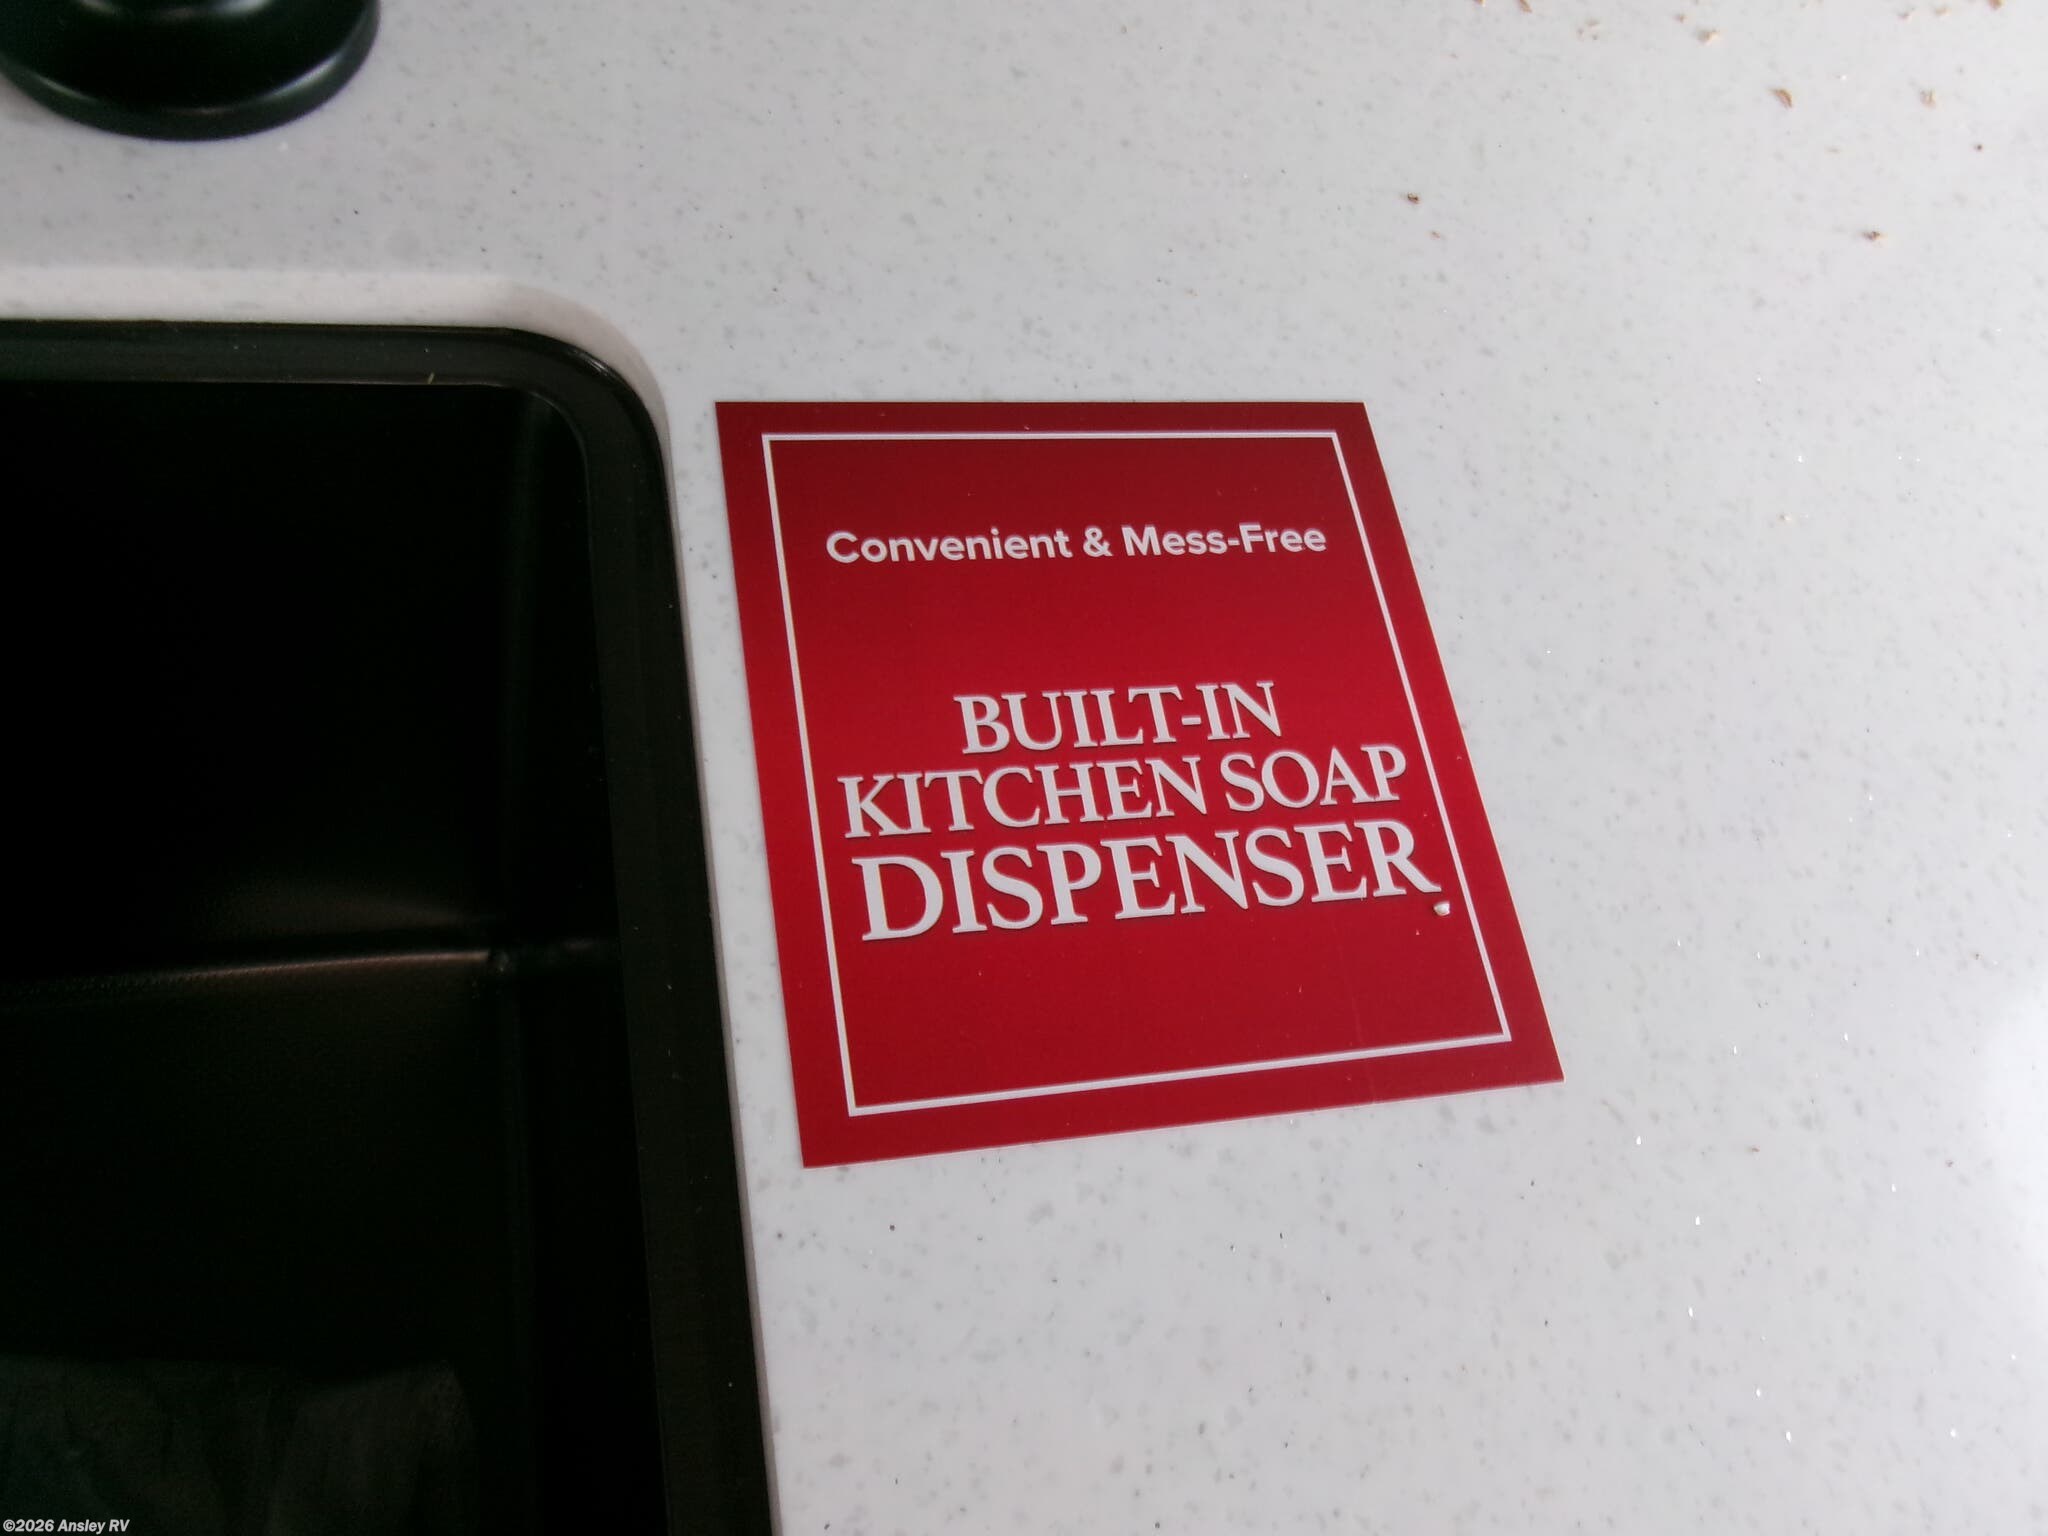 Convenient & Mess-Free
BUILT-IN
KITCHEN SOAP
DISPENSER
©2026 Ansley RV